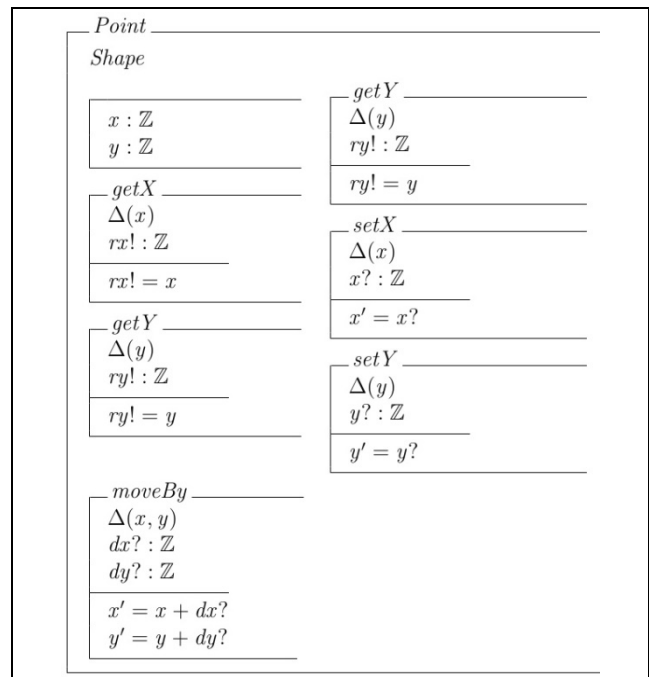 Point
Shape
x : ℤ
y : ℤ
getX
Δ(x)
rx! : ℤ
rx! = x
getY
Δ(y)
ry! : ℤ
ry! = y
moveBy
Δ(x, y)
dx? : ℤ
dy? : ℤ
x′ = x + dx?
y′ = y + dy?
getY
Δ(y)
ry! : ℤ
ry! = y
setX
Δ(x)
x? : ℤ
x′ = x?
setY
Δ(y)
y? : ℤ
y′ = y?